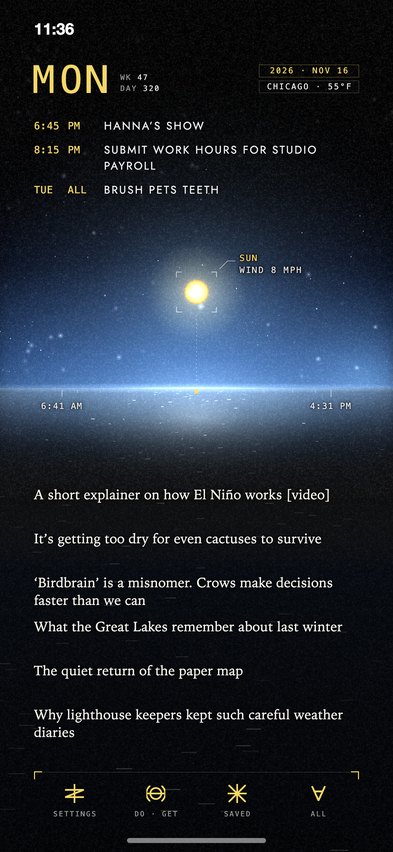 11:36
MON
WK 47
DAY 320
2026 · NOV 16
CHICAGO · 55°F
6:45 PM HANNA'S SHOW
8:15 PM SUBMIT WORK HOURS FOR STUDIO
PAYROLL
TUE ALL BRUSH PETS TEETH
SUN
WIND 8 MPH
6:41 AM
4:31 PM
A short explainer on how El Niño works [video]
It's getting too dry for even cactuses to survive
‘Birdbrain’ is a misnomer. Crows make decisions
faster than we can
What the Great Lakes remember about last winter
The quiet return of the paper map
Why lighthouse keepers kept such careful weather
diaries
SETTINGS
DO · GET
SAVED
ALL